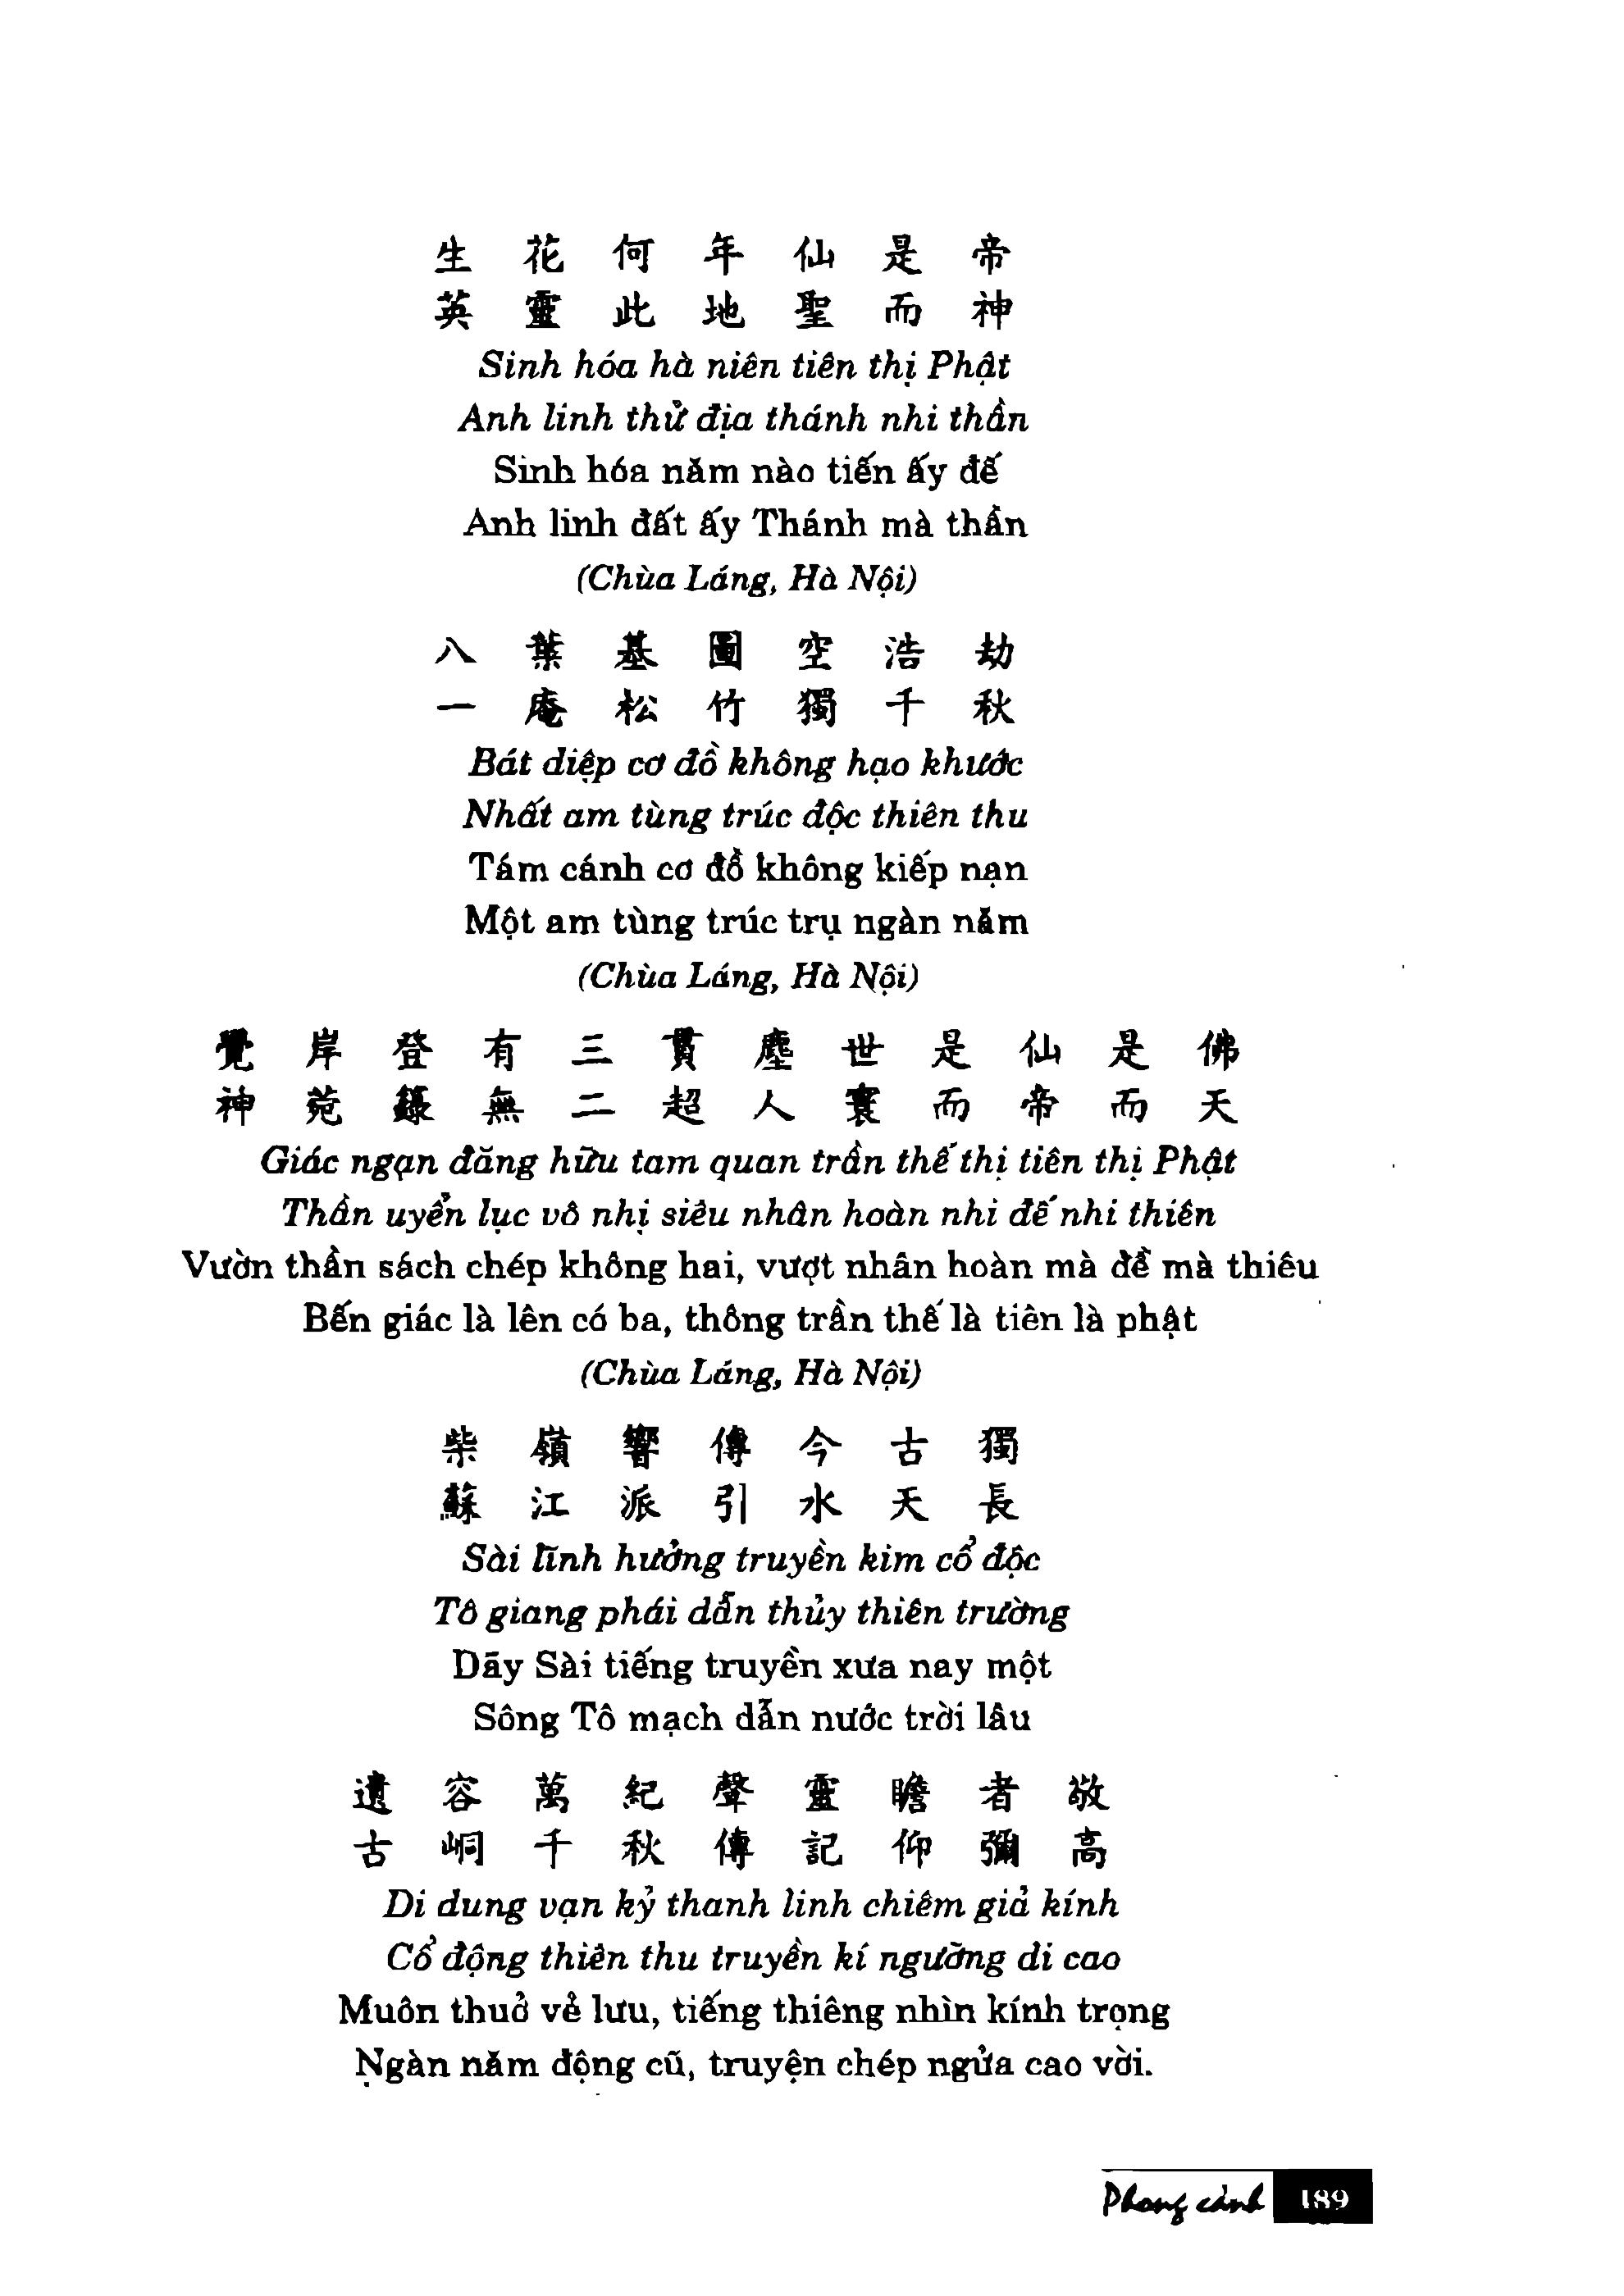 生 花 何 年 仙 是 帝
英 靈 此 地 聖 而 神
Sinh hóa hà niên tiên thị Phật
Anh linh thử địa thánh nhi thần
Sinh hóa năm nào tiến ấy đế
Anh linh đất ấy Thánh mà thần
(Chùa Láng, Hà Nội)
八 葉 基 圖 空 浩 劫
一 庵 松 竹 獨 千 秋
Bát diệp cơ đồ không hạo khước
Nhất am tùng trúc độc thiên thu
Tám cánh cơ đồ không kiếp nạn
Một am tùng trúc trụ ngàn năm
(Chùa Láng, Hà Nội)
覺 岸 登 有 三 貫 塵 世 是 仙 是 佛
神 苑 錄 無 二 超 人 寰 而 帝 而 天
Giác ngạn đăng hữu tam quan trần thế thị tiên thị Phật
Thần uyển lục vô nhị siêu nhân hoàn nhi đế nhi thiên
Vườn thần sách chép không hai, vượt nhân hoàn mà đề mà thiêu
Bến giác là lên có ba, thông trần thế là tiên là phật
(Chùa Láng, Hà Nội)
柴 嶺 響 傳 今 古 獨
蘇 江 派 引 水 天 長
Sài lĩnh hưởng truyền kim cổ độc
Tô giang phái dẫn thủy thiên trường
Dãy Sài tiếng truyền xưa nay một
Sông Tô mạch dẫn nước trời lâu
遺 容 萬 紀 聲 靈 瞻 者 敬
古 峒 千 秋 傳 記 仰 彌 高
Di dung vạn kỷ thanh linh chiêm giả kính
Cổ động thiên thu truyền kí ngưỡng di cao
Muôn thuở vẻ lưu, tiếng thiêng nhìn kính trọng
Ngàn năm động cũ, truyện chép ngửa cao vời.
Phong cảnh 189